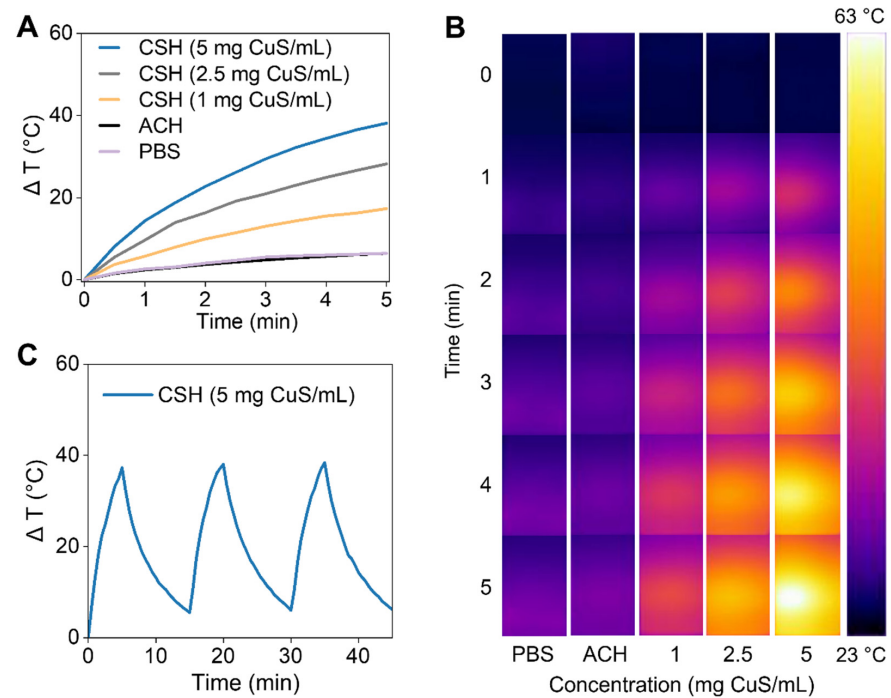 A
60
40
20
0
Δ T (°C)
CSH (5 mg CuS/mL)
CSH (2.5 mg CuS/mL)
CSH (1 mg CuS/mL)
ACH
PBS
0 1 2 3 4 5
Time (min)
B
63 °C
0
1
2
3
4
5
Time (min)
PBS ACH 1 2.5 5 23 °C
Concentration (mg CuS/mL)
C
60
40
20
0
Δ T (°C)
CSH (5 mg CuS/mL)
0 10 20 30 40
Time (min)